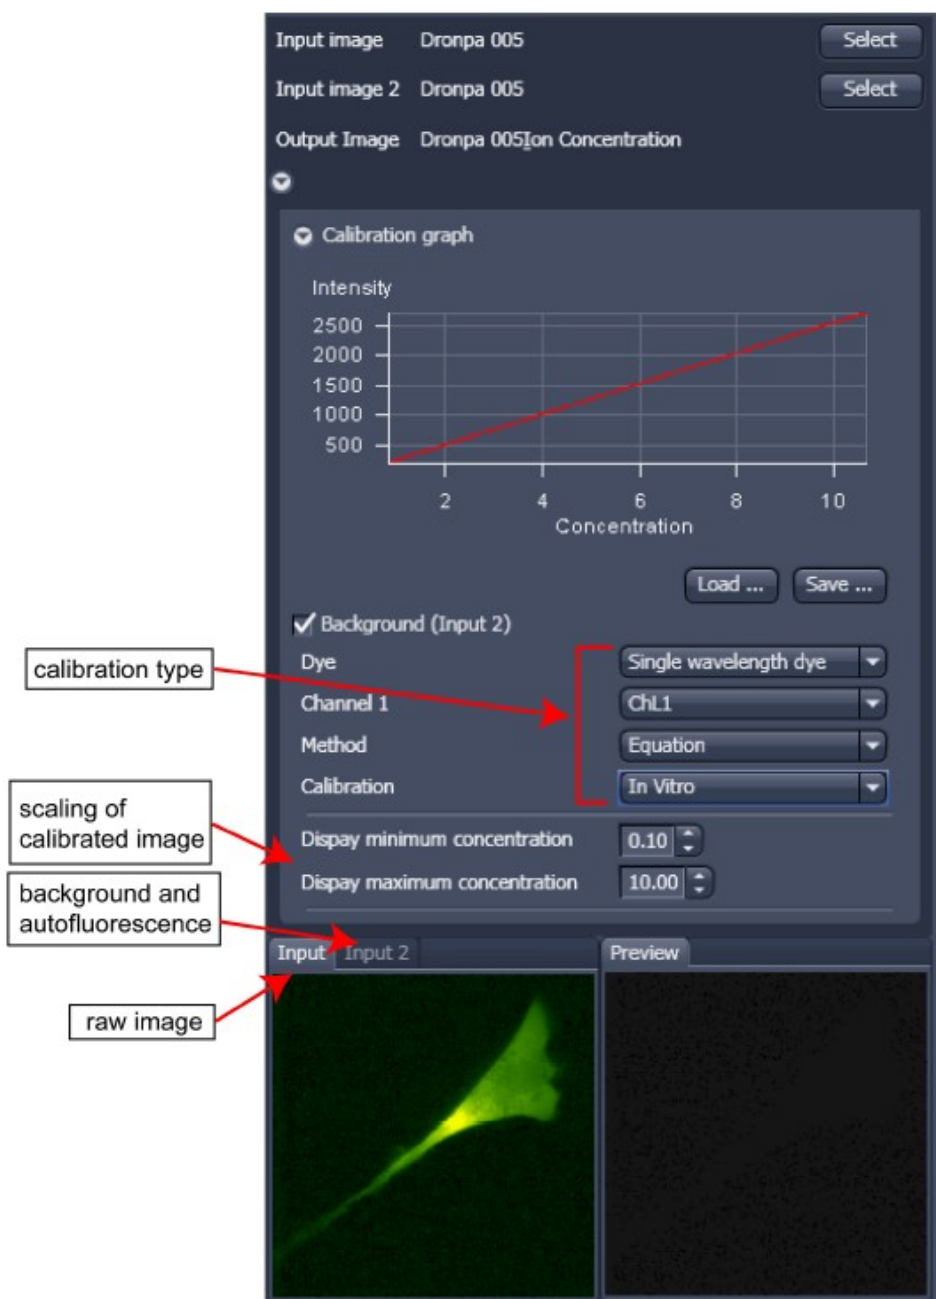 Input image Dronpa 005 Select
Input image 2 Dronpa 005 Select
Output Image Dronpa 005Ion Concentration
Calibration graph
Intensity
2500
2000
1500
1000
500
2 4 6 8 10
Concentration
Load ... Save ...
Background (Input 2)
calibration type
Dye Single wavelength dye
Channel 1 ChL1
Method Equation
Calibration In Vitro
scaling of
calibrated image
Dispay minimum concentration 0.10
Dispay maximum concentration 10.00
background and
autofluorescence
Input Input 2 Preview
raw image